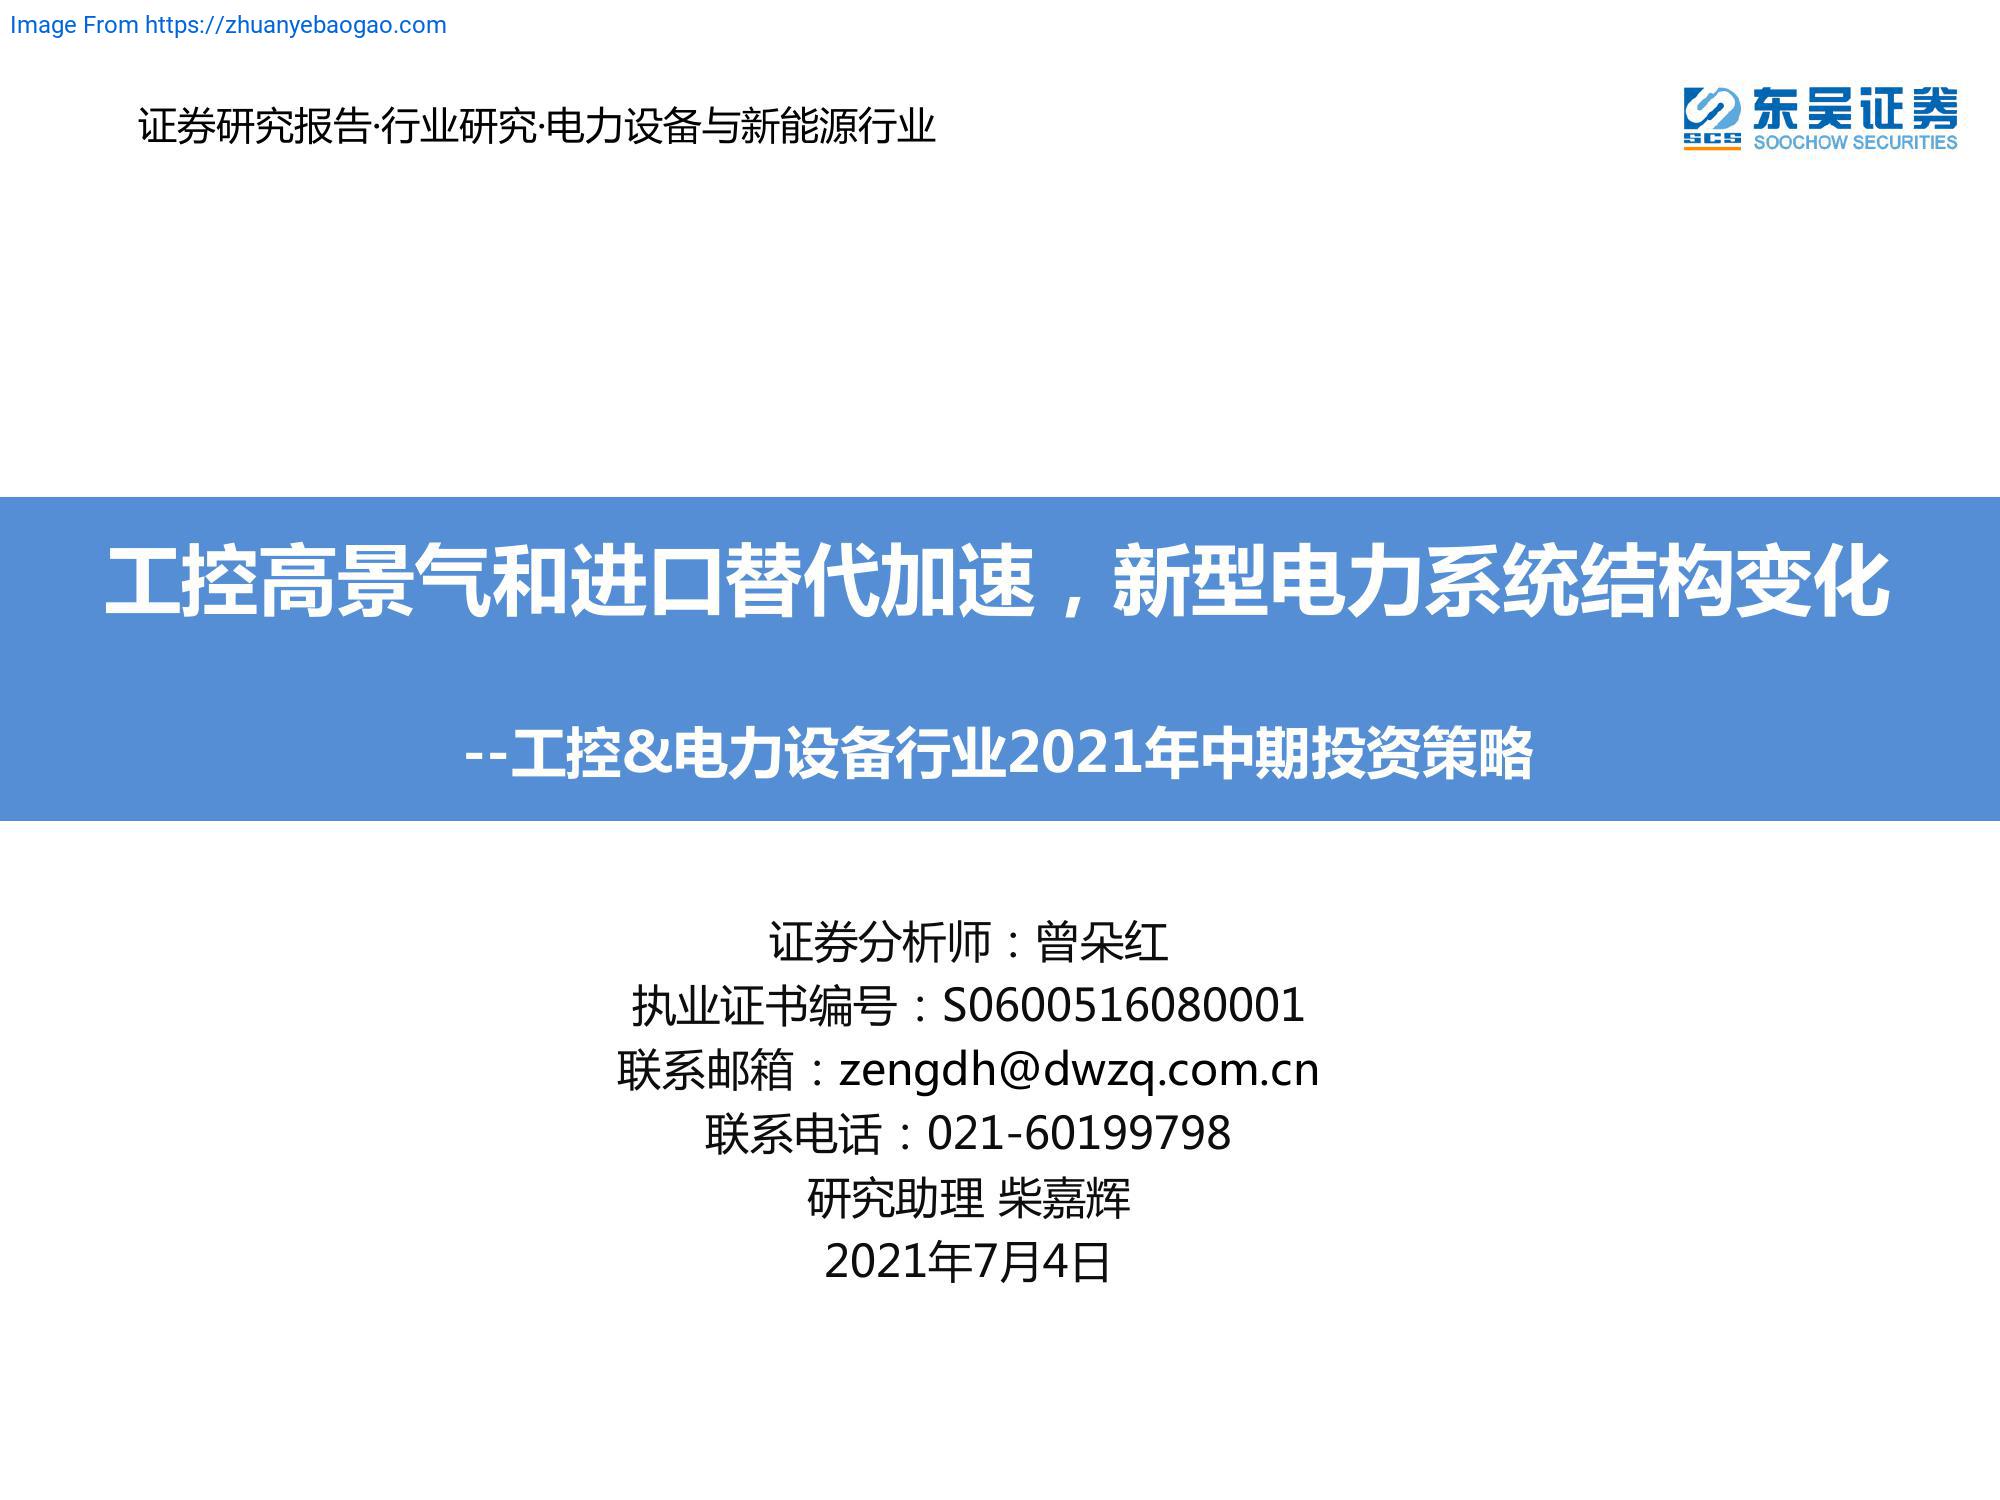 Image From https://zhuanyebaogao.com
证券研究报告·行业研究·电力设备与新能源行业
东吴证券
SCS
SOOCHOW SECURITIES
工控高景气和进口替代加速，新型电力系统结构变化
--工控&电力设备行业2021年中期投资策略
证券分析师：曾朵红
执业证书编号：S0600516080001
联系邮箱：zengdh@dwzq.com.cn
联系电话：021-60199798
研究助理 柴嘉辉
2021年7月4日